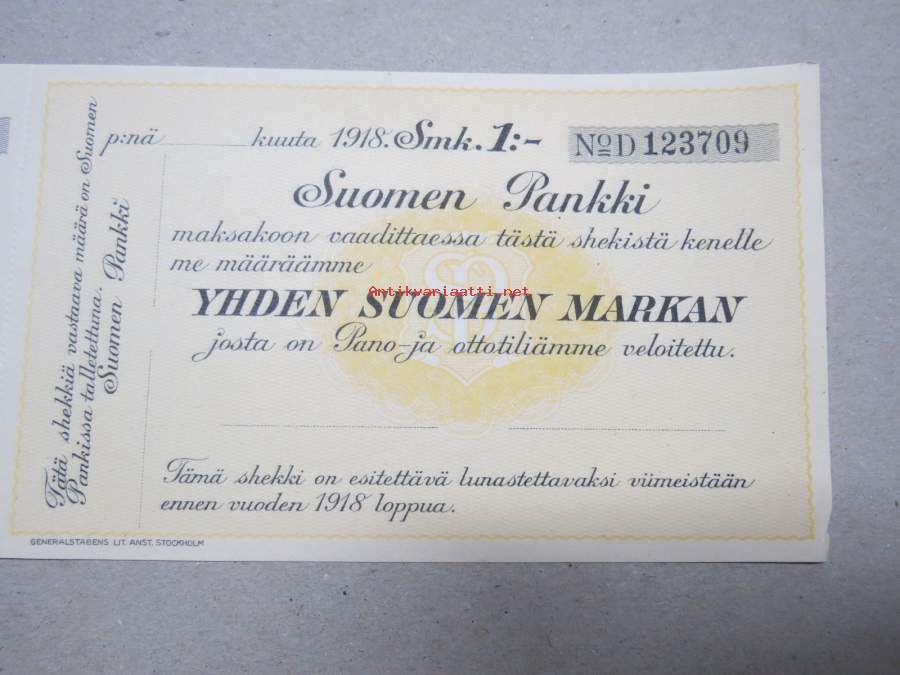 p:nä kuuta 1918. Smk. 1:- NoD 123709
Suomen Pankki
maksakoon vaadittaessa tästä shekistä kenelle
me määräämme
YHDEN SUOMEN MARKAN
josta on Pano-ja ottotiliämme veloitettu.
Tämä shekki on esitettävä lunastettavaksi viimeistään
ennen vuoden 1918 loppua.
Tätä shekkiä vastaava määrä on Suomen
Pankissa talletettuna.
Suomen Pankki
GENERALSTABENS LIT. ANST. STOCKHOLM
Antikvariaatti.net